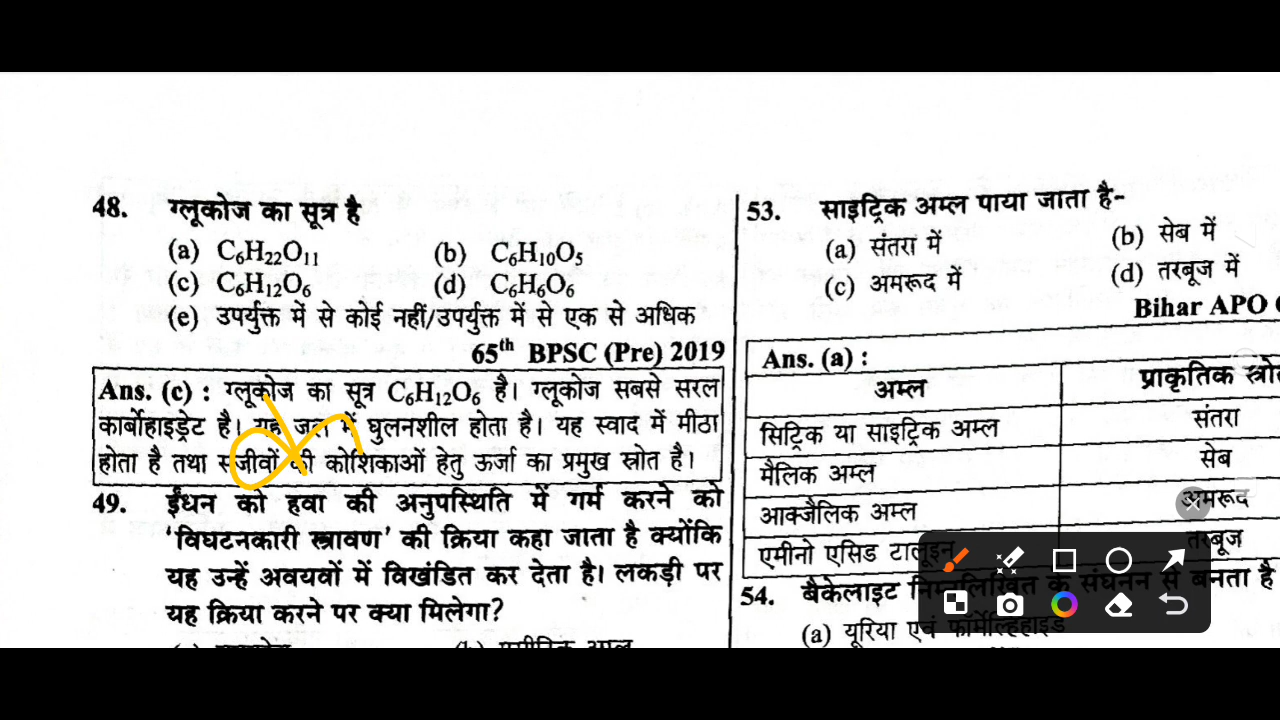 48. ग्लूकोज का सूत्र है
(a) C₆H₂₂O₁₁ (b) C₆H₁₀O₅
(c) C₆H₁₂O₆ (d) C₆H₆O₆
(e) उपर्युक्त में से कोई नहीं/उपर्युक्त में से एक से अधिक
65th BPSC (Pre) 2019
Ans. (c) : ग्लूकोज का सूत्र C₆H₁₂O₆ है। ग्लूकोज सबसे सरल
कार्बोहाइड्रेट है। यह जल में घुलनशील होता है। यह स्वाद में मीठा
होता है तथा सजीवों की कोशिकाओं हेतु ऊर्जा का प्रमुख स्रोत है।
49. ईंधन को हवा की अनुपस्थिति में गर्म करने को
'विघटनकारी स्त्रावण' की क्रिया कहा जाता है क्योंकि
यह उन्हें अवयवों में विखंडित कर देता है। लकड़ी पर
यह क्रिया करने पर क्या मिलेगा?
53. साइट्रिक अम्ल पाया जाता है-
(a) संतरा में (b) सेब में
(c) अमरूद में (d) तरबूज में
Bihar APO
Ans. (a) :
अम्ल प्राकृतिक
सिट्रिक या साइट्रिक अम्ल संतरा
मैलिक अम्ल सेब
आक्जैलिक अम्ल अमरूद
एमीनो एसिड टालूइन तरबूज
54. बैकेलाइट निम्नलिखित के संघनन से बनता है
(a) यूरिया एवं फॉर्मेल्डिहाइड